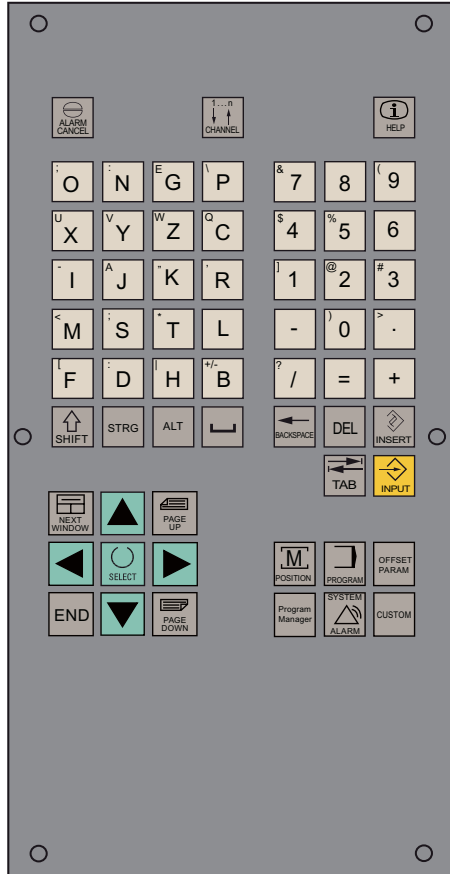 ALARM CANCEL 1...n CHANNEL i HELP
; O : N E G \ P & 7 8 ( 9
U X V Y W Z Q C $ 4 % 5 6
- I A J " K ' R ] 1 @ 2 # 3
< M ; S * T L - ) 0 > .
[ F : D | H +/- B ? / = +
SHIFT STRG ALT BACKSPACE DEL INSERT
TAB INPUT
NEXT WINDOW PAGE UP
SELECT M POSITION PROGRAM OFFSET PARAM
END PAGE DOWN Program Manager SYSTEM ALARM CUSTOM